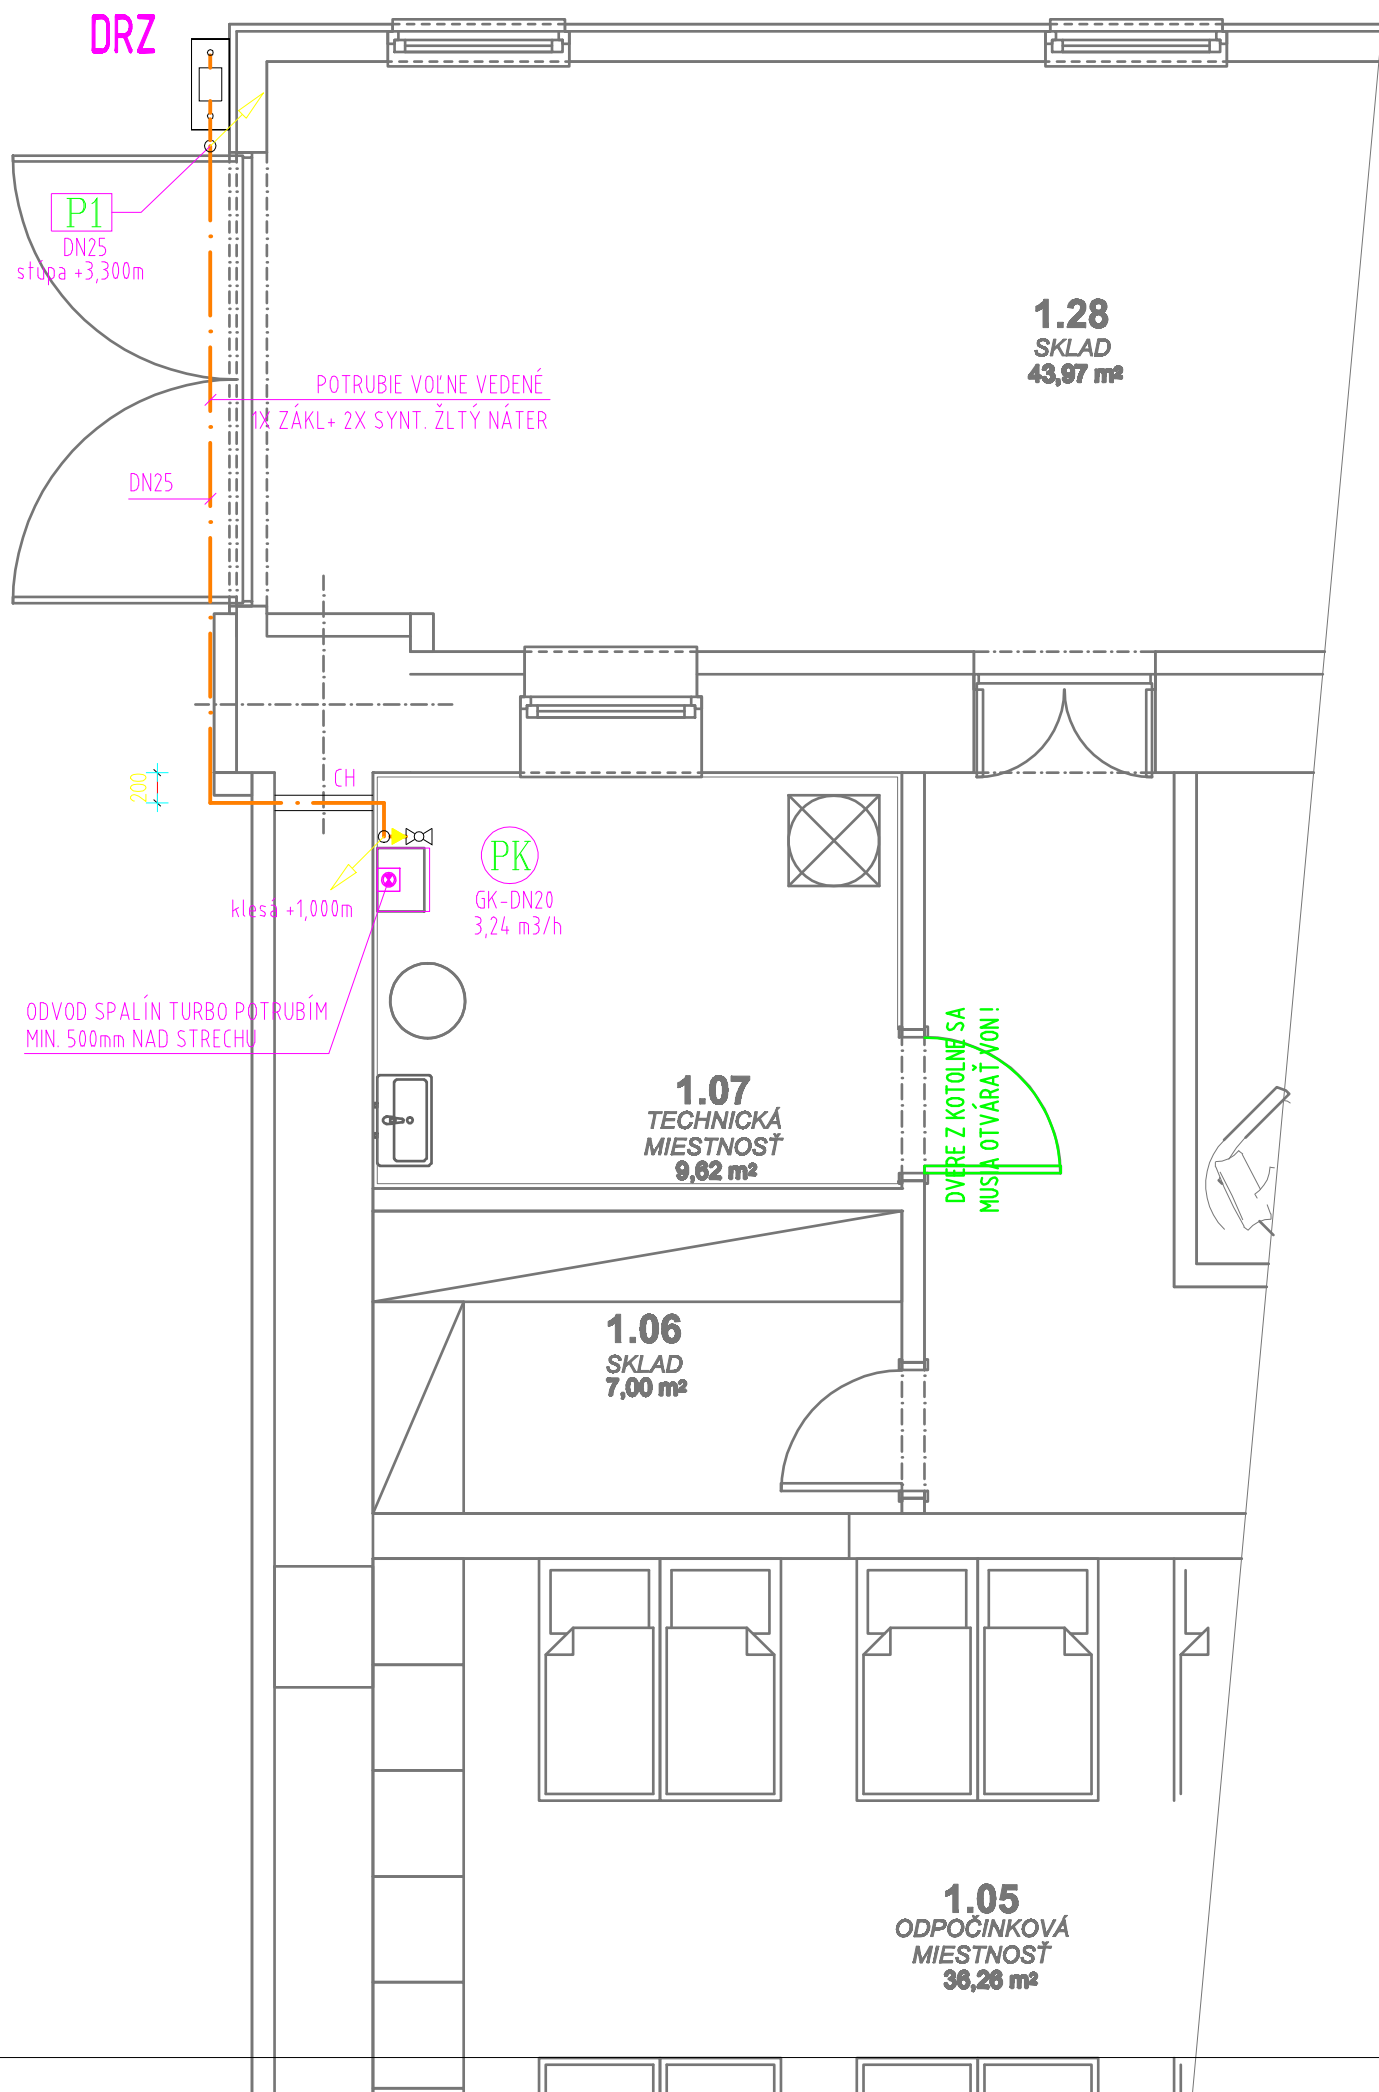 DRZ
P1
DN25
stúpa +3,300m
1.28
SKLAD
43,97 m²
POTRUBIE VOĽNE VEDENÉ
1X ZÁKL+ 2X SYNT. ŽLTÝ NÁTER
DN25
200
CH
PK
GK-DN20
3,24 m3/h
klesá +1,000m
ODVOD SPALÍN TURBO POTRUBÍM
MIN. 500mm NAD STRECHU
DVERE Z KOTOLNE SA
MUSIA OTVÁRAŤ VON !
1.07
TECHNICKÁ
MIESTNOSŤ
9,62 m²
1.06
SKLAD
7,00 m²
1.05
ODPOČINKOVÁ
MIESTNOSŤ
36,26 m²